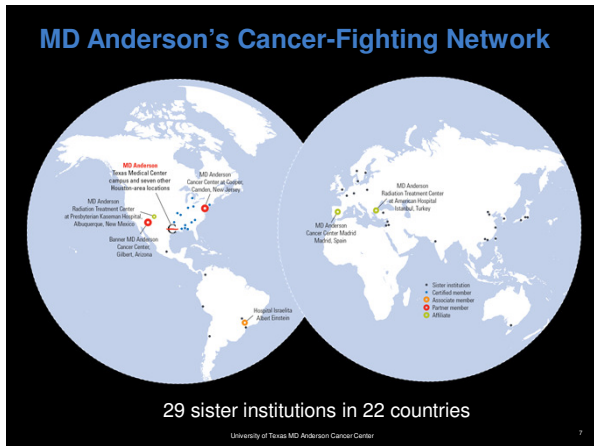 MD Anderson's Cancer-Fighting Network
MD Anderson
Texas Medical Center
campus and seven other
Houston-area locations
MD Anderson
Cancer Center at Cooper
Camden, New Jersey
MD Anderson
Radiation Treatment Center
at Presbyterian Kaseman Hospital
Albuquerque, New Mexico
Banner MD Anderson
Cancer Center
Gilbert, Arizona
Hospital Israelita
Albert Einstein
MD Anderson
Radiation Treatment Center
at American Hospital
Istanbul, Turkey
MD Anderson
Cancer Center Madrid
Madrid, Spain
Sister institution
Certified member
Associate member
Partner member
Affiliate
29 sister institutions in 22 countries
University of Texas MD Anderson Cancer Center
7